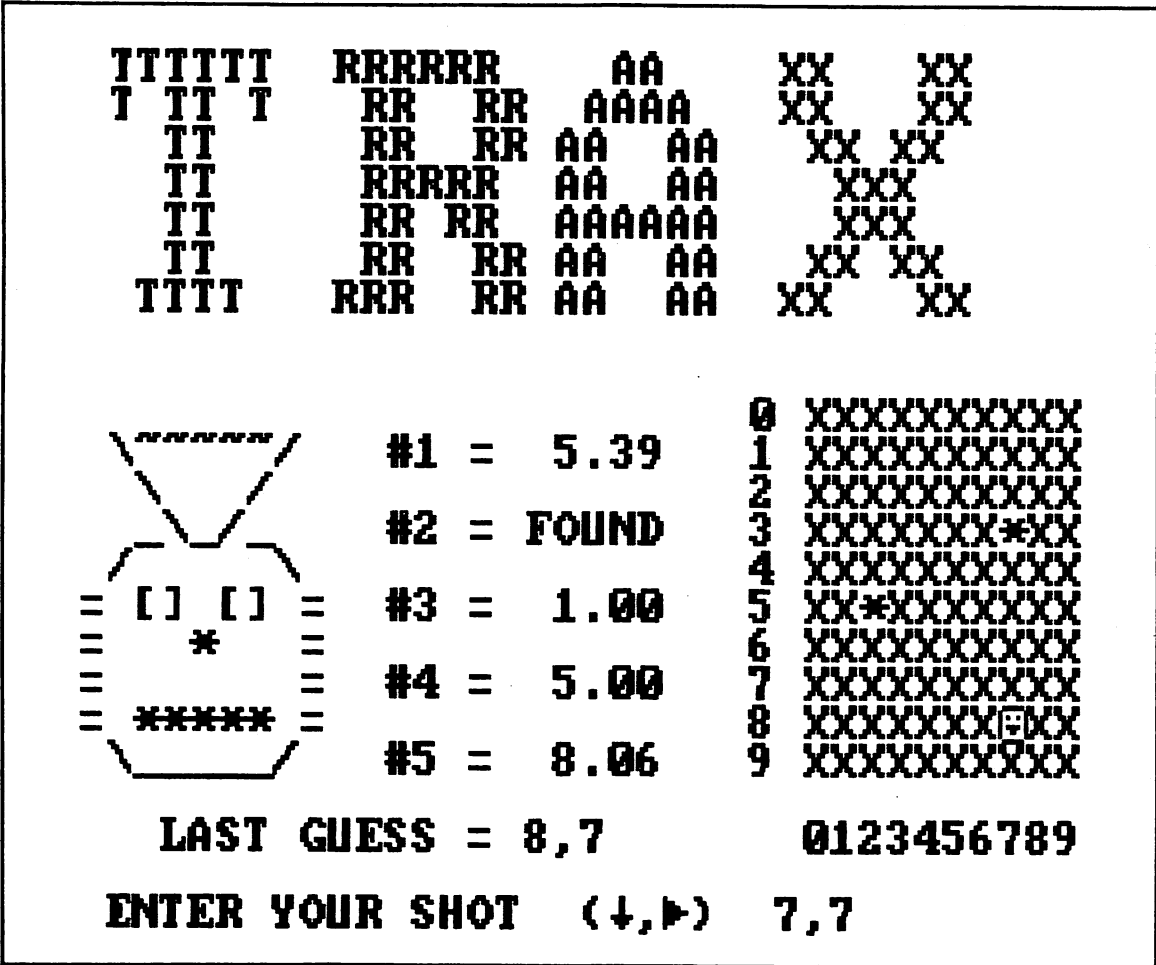 TTTTTT RRRRRR AA XX XX
T TT T RR RR AAAA XX XX
TT RR RR AA AA XX XX
TT RRRRR AA AA XXX
TT RR RR AAAAAA XXX
TT RR RR AA AA XX XX
TTTT RRR RR AA AA XX XX
#1 = 5.39
#2 = FOUND
#3 = 1.00
#4 = 5.00
#5 = 8.06
[] [] 
*
*****
0 XXXXXXXXXX
1 XXXXXXXXXX
2 XXXXXXXXXX
3 XXXXXXX*XX
4 XXXXXXXXXX
5 XX*XXXXXXX
6 XXXXXXXXXX
7 XXXXXXXXXX
8 XXXXXXX XX
9 XXXXXXXXXX
LAST GUESS = 8,7 0123456789
ENTER YOUR SHOT (↓,►) 7,7